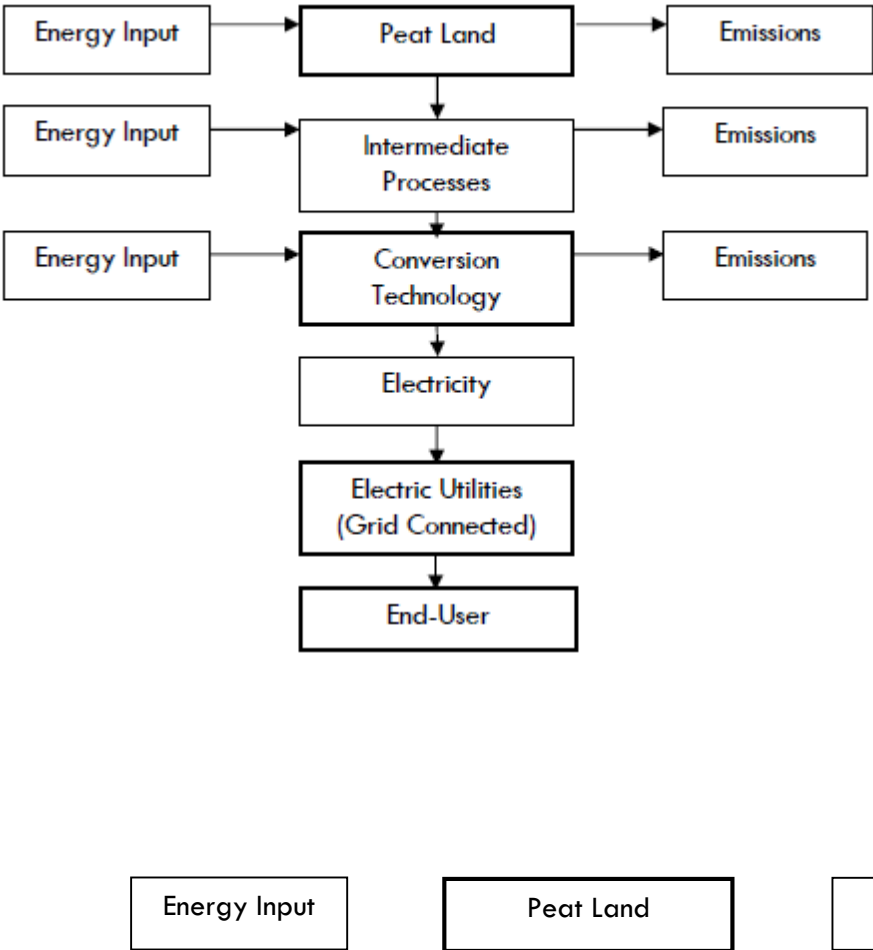 Energy Input
Peat Land
Emissions
Energy Input
Intermediate
Processes
Emissions
Energy Input
Conversion
Technology
Emissions
Electricity
Electric Utilities
(Grid Connected)
End-User
Energy Input
Peat Land